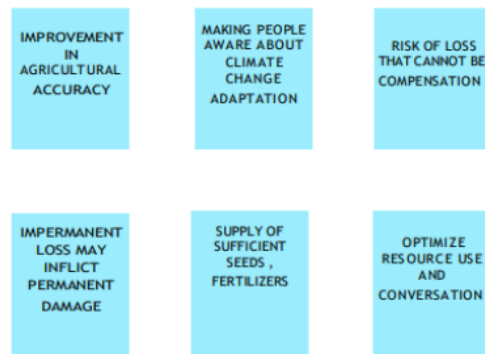 IMPROVEMENT
IN
AGRICULTURAL
ACCURACY
MAKING PEOPLE
AWARE ABOUT
CLIMATE
CHANGE
ADAPTATION
RISK OF LOSS
THAT CANNOT BE
COMPENSATION
IMPERMANENT
LOSS MAY
INFLICT
PERMANENT
DAMAGE
SUPPLY OF
SUFFICIENT
SEEDS ,
FERTILIZERS
OPTIMIZE
RESOURCE USE
AND
CONVERSATION